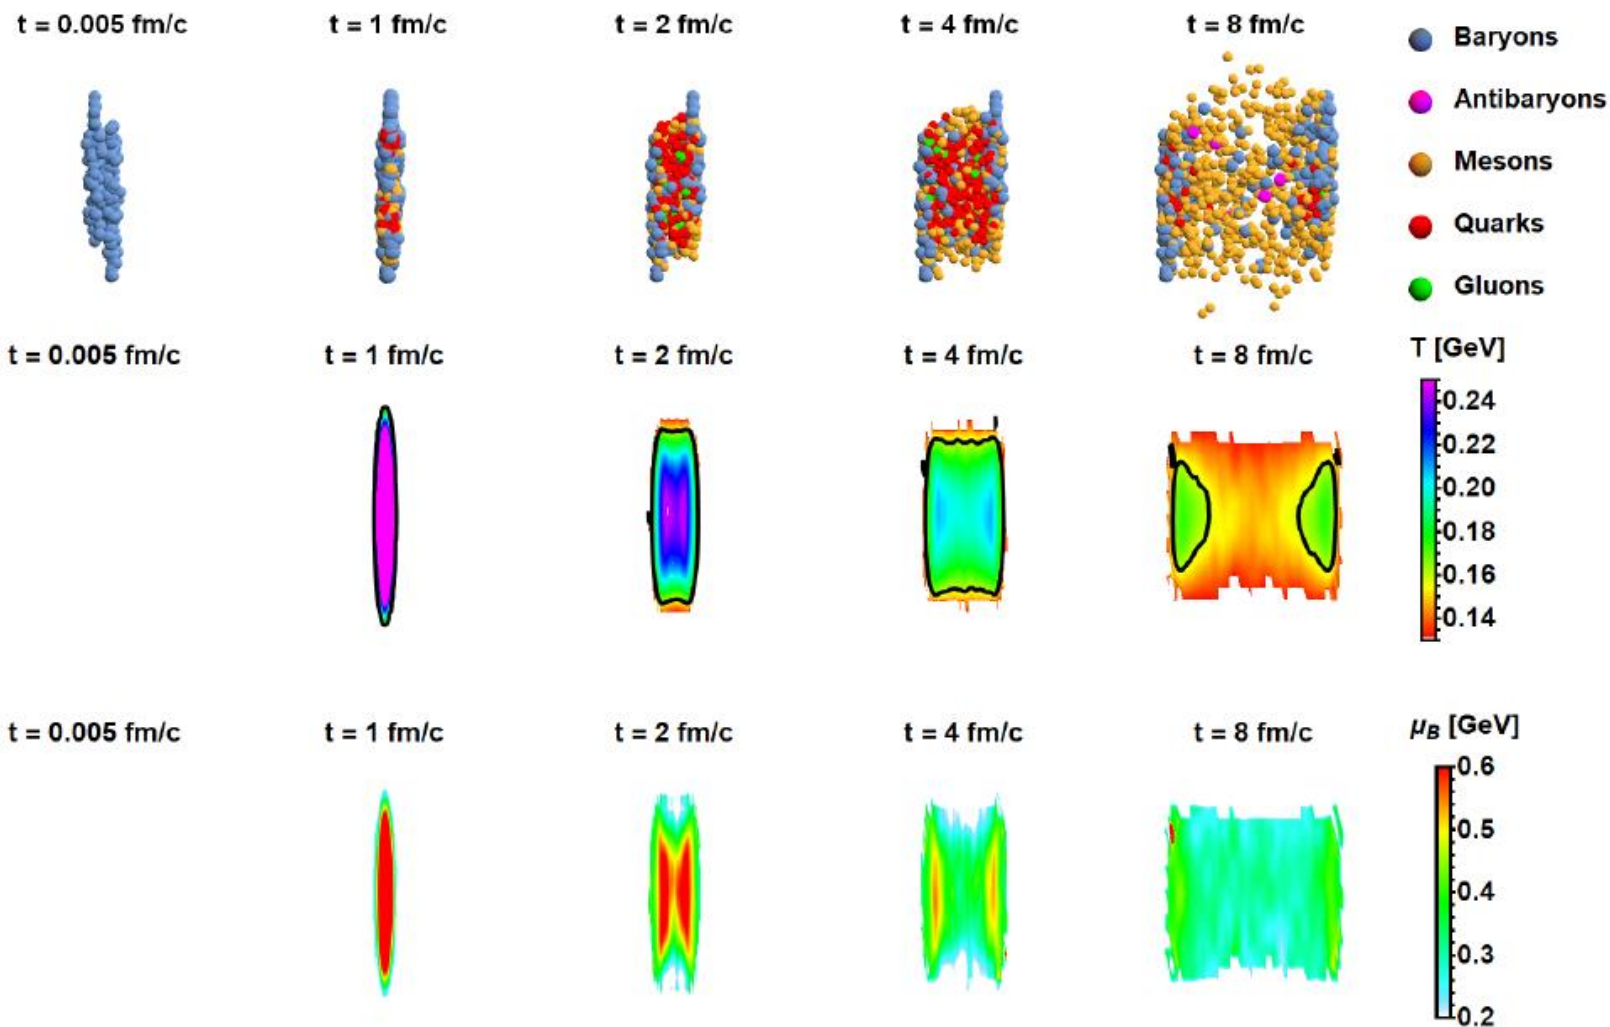 t = 0.005 fm/c
t = 1 fm/c
t = 2 fm/c
t = 4 fm/c
t = 8 fm/c
Baryons
Antibaryons
Mesons
Quarks
Gluons
t = 0.005 fm/c
t = 1 fm/c
t = 2 fm/c
t = 4 fm/c
t = 8 fm/c
T [GeV]
0.24
0.22
0.20
0.18
0.16
0.14
t = 0.005 fm/c
t = 1 fm/c
t = 2 fm/c
t = 4 fm/c
t = 8 fm/c
μB [GeV]
0.6
0.5
0.4
0.3
0.2